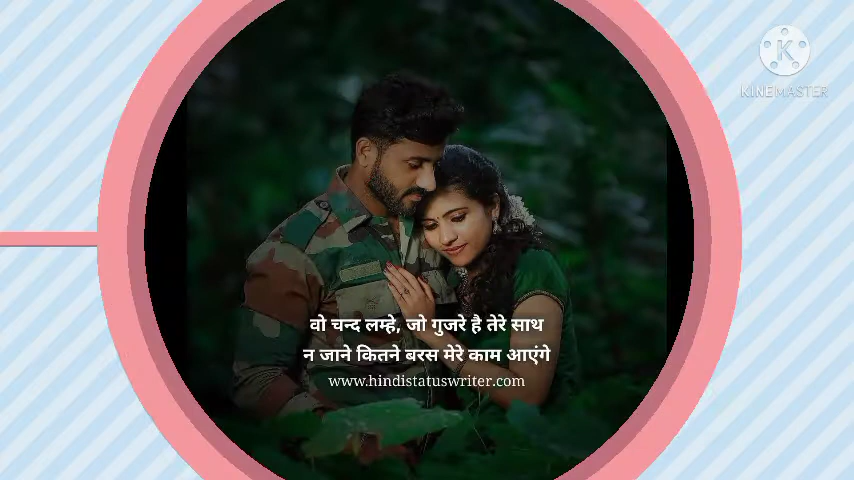 KINEMASTER
वो चन्द लम्हे, जो गुजरे है तेरे साथ
न जाने कितने बरस मेरे काम आएंगे
www.hindistatuswriter.com